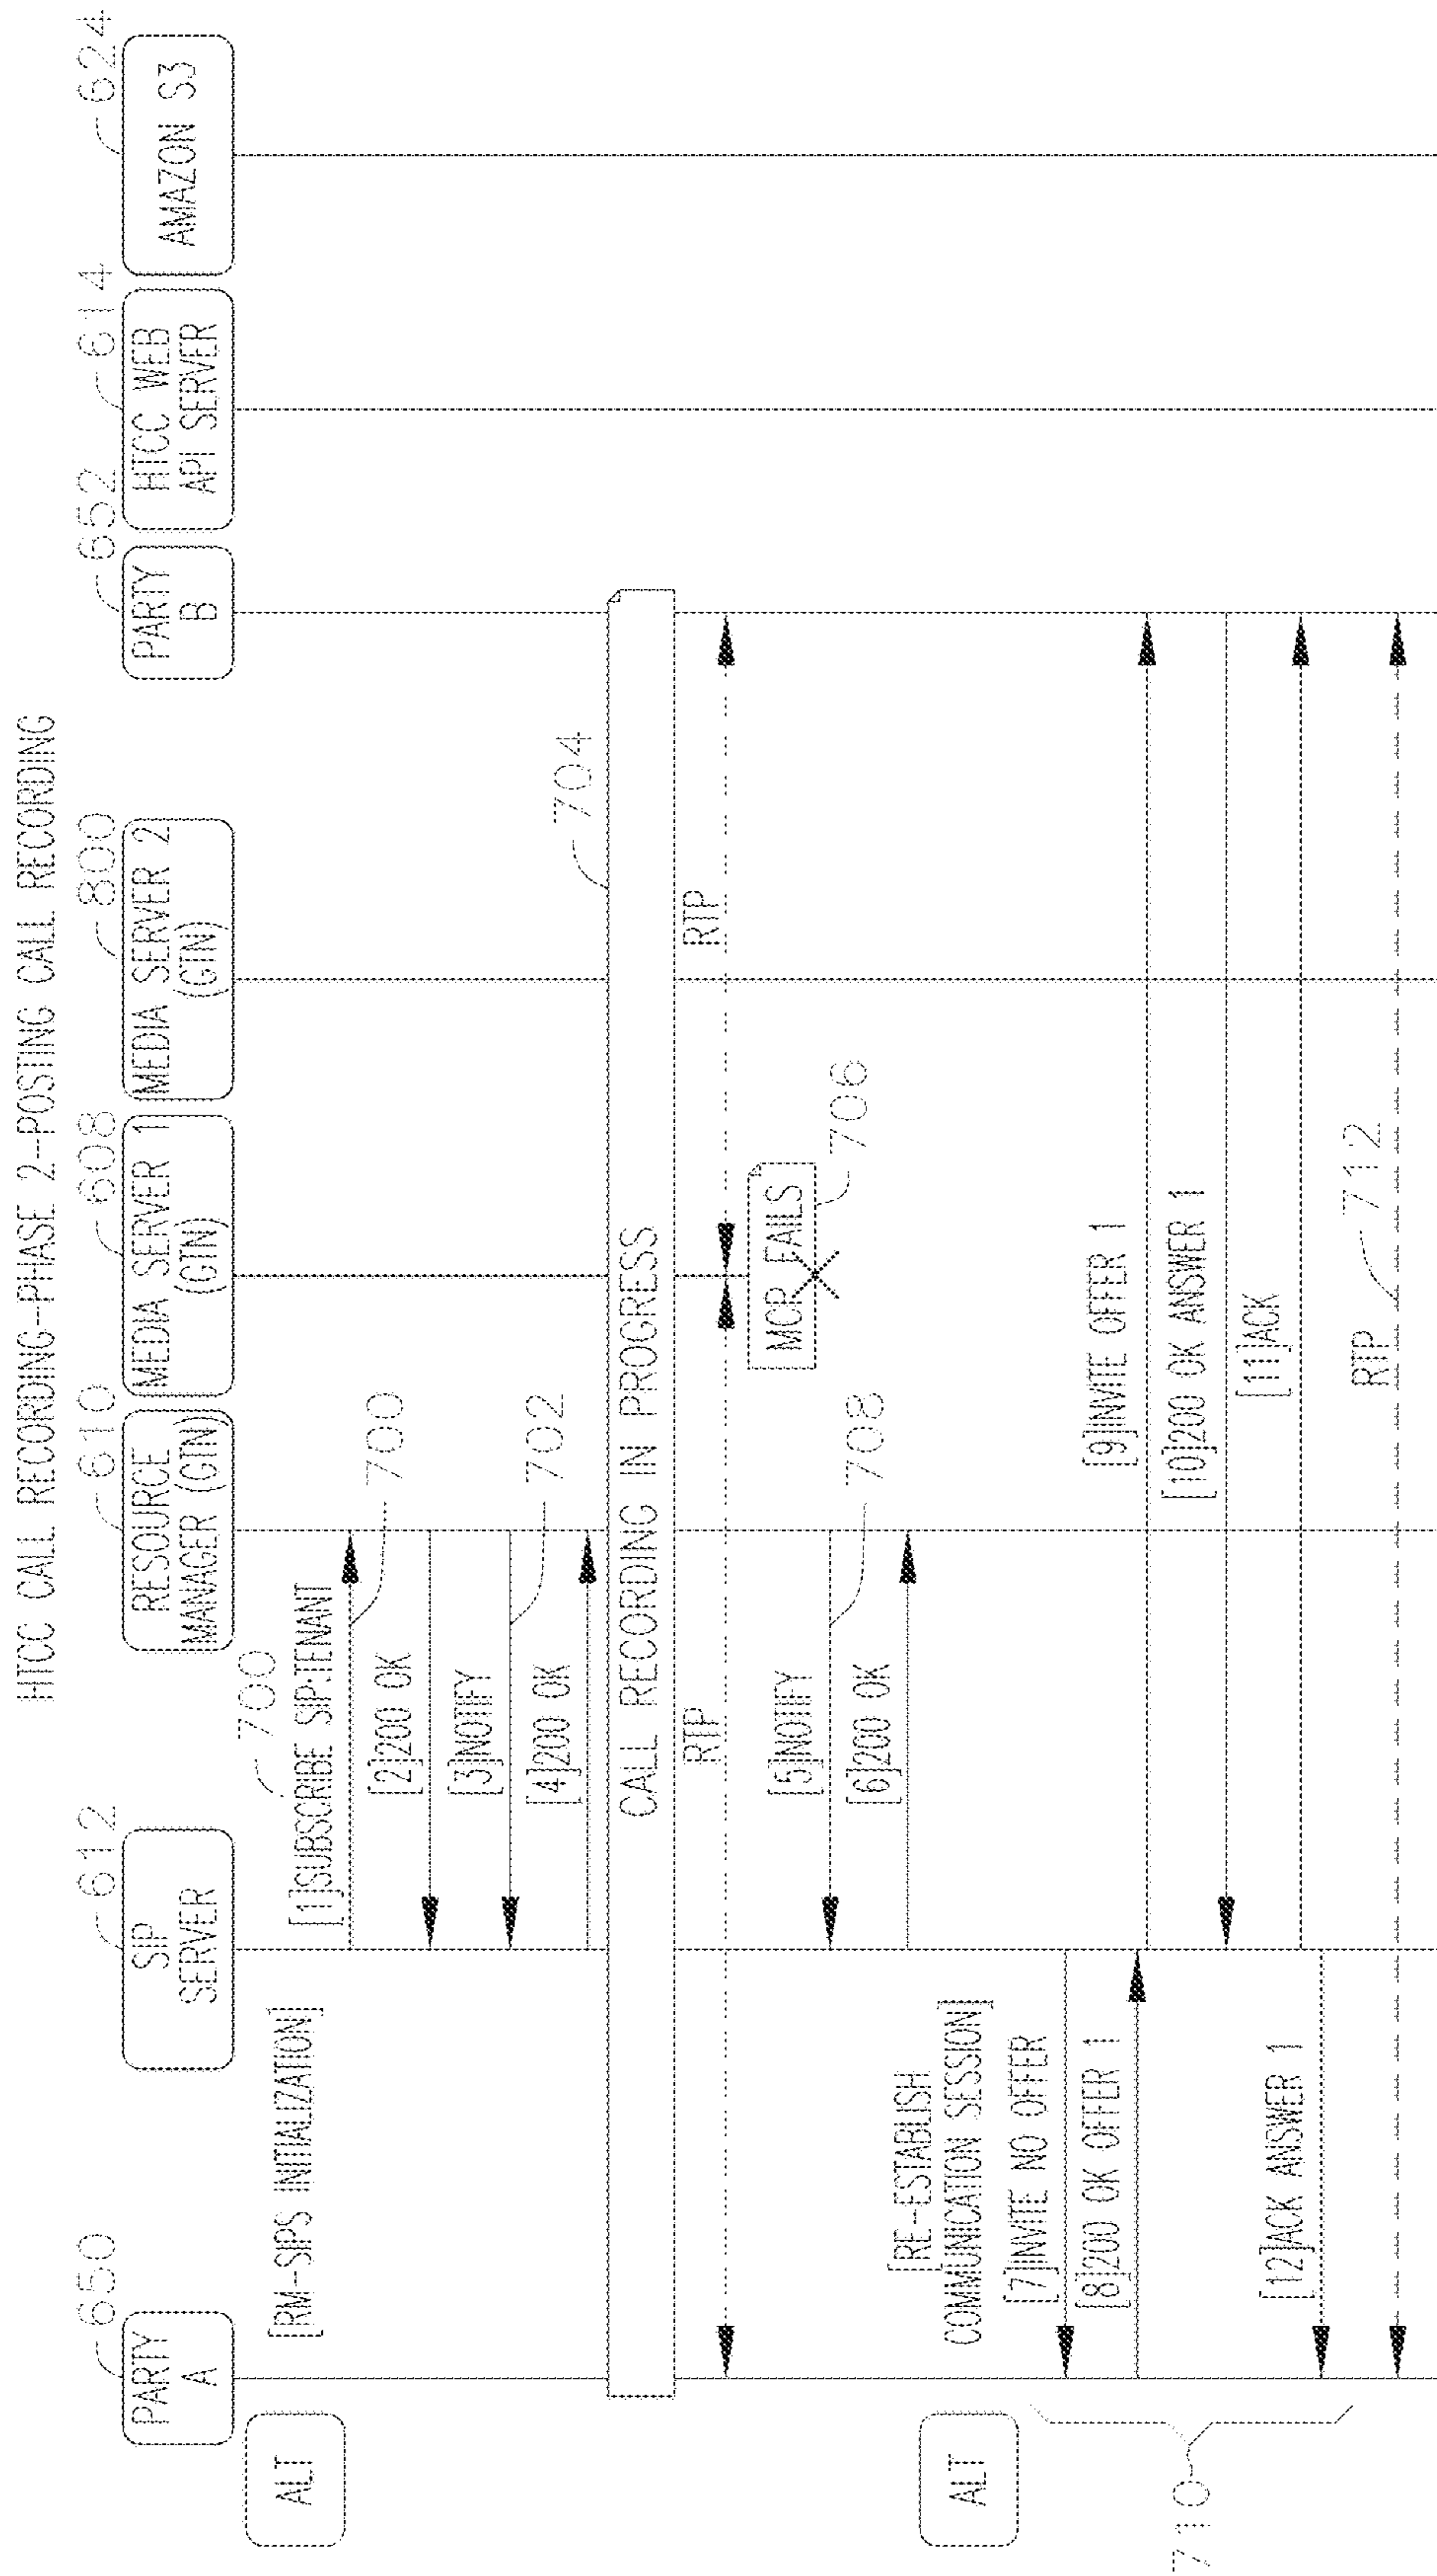 HTCC CALL RECORDING--PHASE 2--POSTING CALL RECORDING
650
612
610
608
800
652
614
624
PARTY
A
SIP
SERVER
RESOURCE
MANAGER (GTN)
MEDIA SERVER 1
(GTN)
MEDIA SERVER 2
(GTN)
PARTY
B
HTCC WEB
API SERVER
AMAZON S3
ALT
[RM-SIPS INITIALIZATION]
700
[1]SUBSCRIBE SIP:TENANT
700
[2]200 OK
[3]NOTIFY
702
[4]200 OK
704
CALL RECORDING IN PROGRESS
RTP
RTP
MCP FAILS
706
[5]NOTIFY
708
[6]200 OK
ALT
[RE-ESTABLISH
COMMUNICATION SESSION]
[7]INVITE NO OFFER
[8]200 OK OFFER 1
[9]INVITE OFFER 1
[10]200 OK ANSWER 1
[11]ACK
[12]ACK ANSWER 1
710
RTP
712